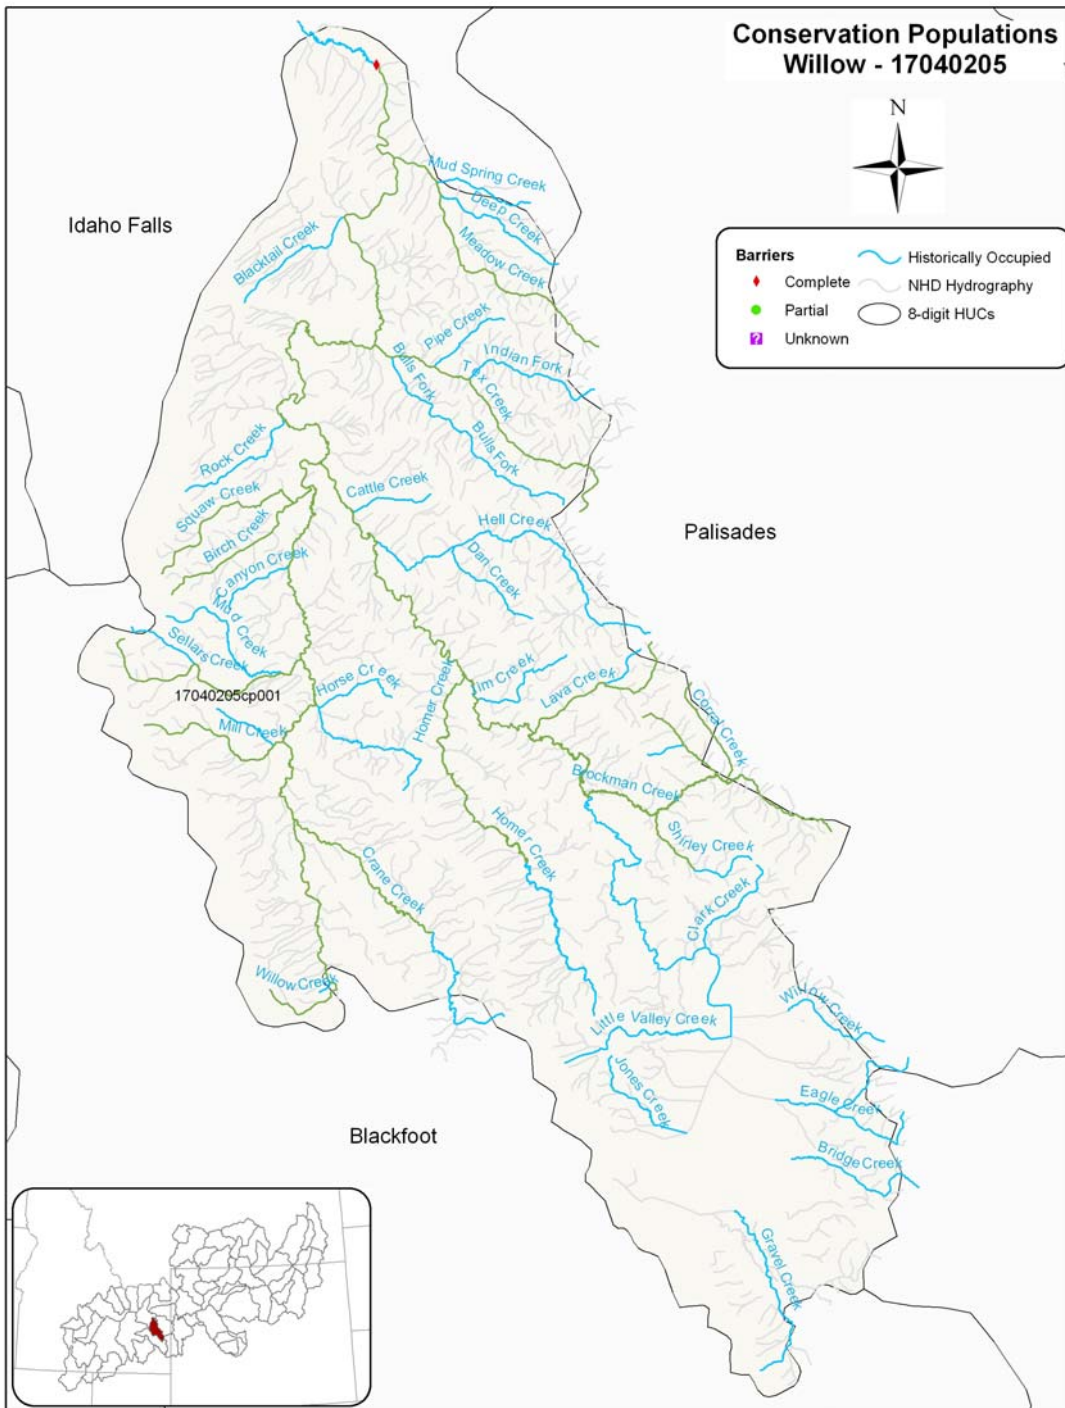 Conservation Populations
Willow - 17040205
N
Barriers
Complete
Partial
?
Unknown
Historically Occupied
NHD Hydrography
8-digit HUCs
Idaho Falls
Mud Spring Creek
Deep Creek
Meadow Creek
Blacktail Creek
Pipe Creek
Indian Fork
Bulls Fork
Tex Creek
Rock Creek
Bulls Fork
Squaw Creek
Cattle Creek
Hell Creek
Palisades
Birch Creek
Dan Creek
Canyon Creek
Mud Creek
Sellars Creek
Horse Creek
Jim Creek
Lava Creek
17040205cp001
Homer Creek
Corral Creek
Mill Creek
Brockman Creek
Homer Creek
Shirley Creek
Crane Creek
Clark Creek
Willow Creek
Willow Creek
Little Valley Creek
Jones Creek
Eagle Creek
Blackfoot
Bridge Creek
Gravel Creek